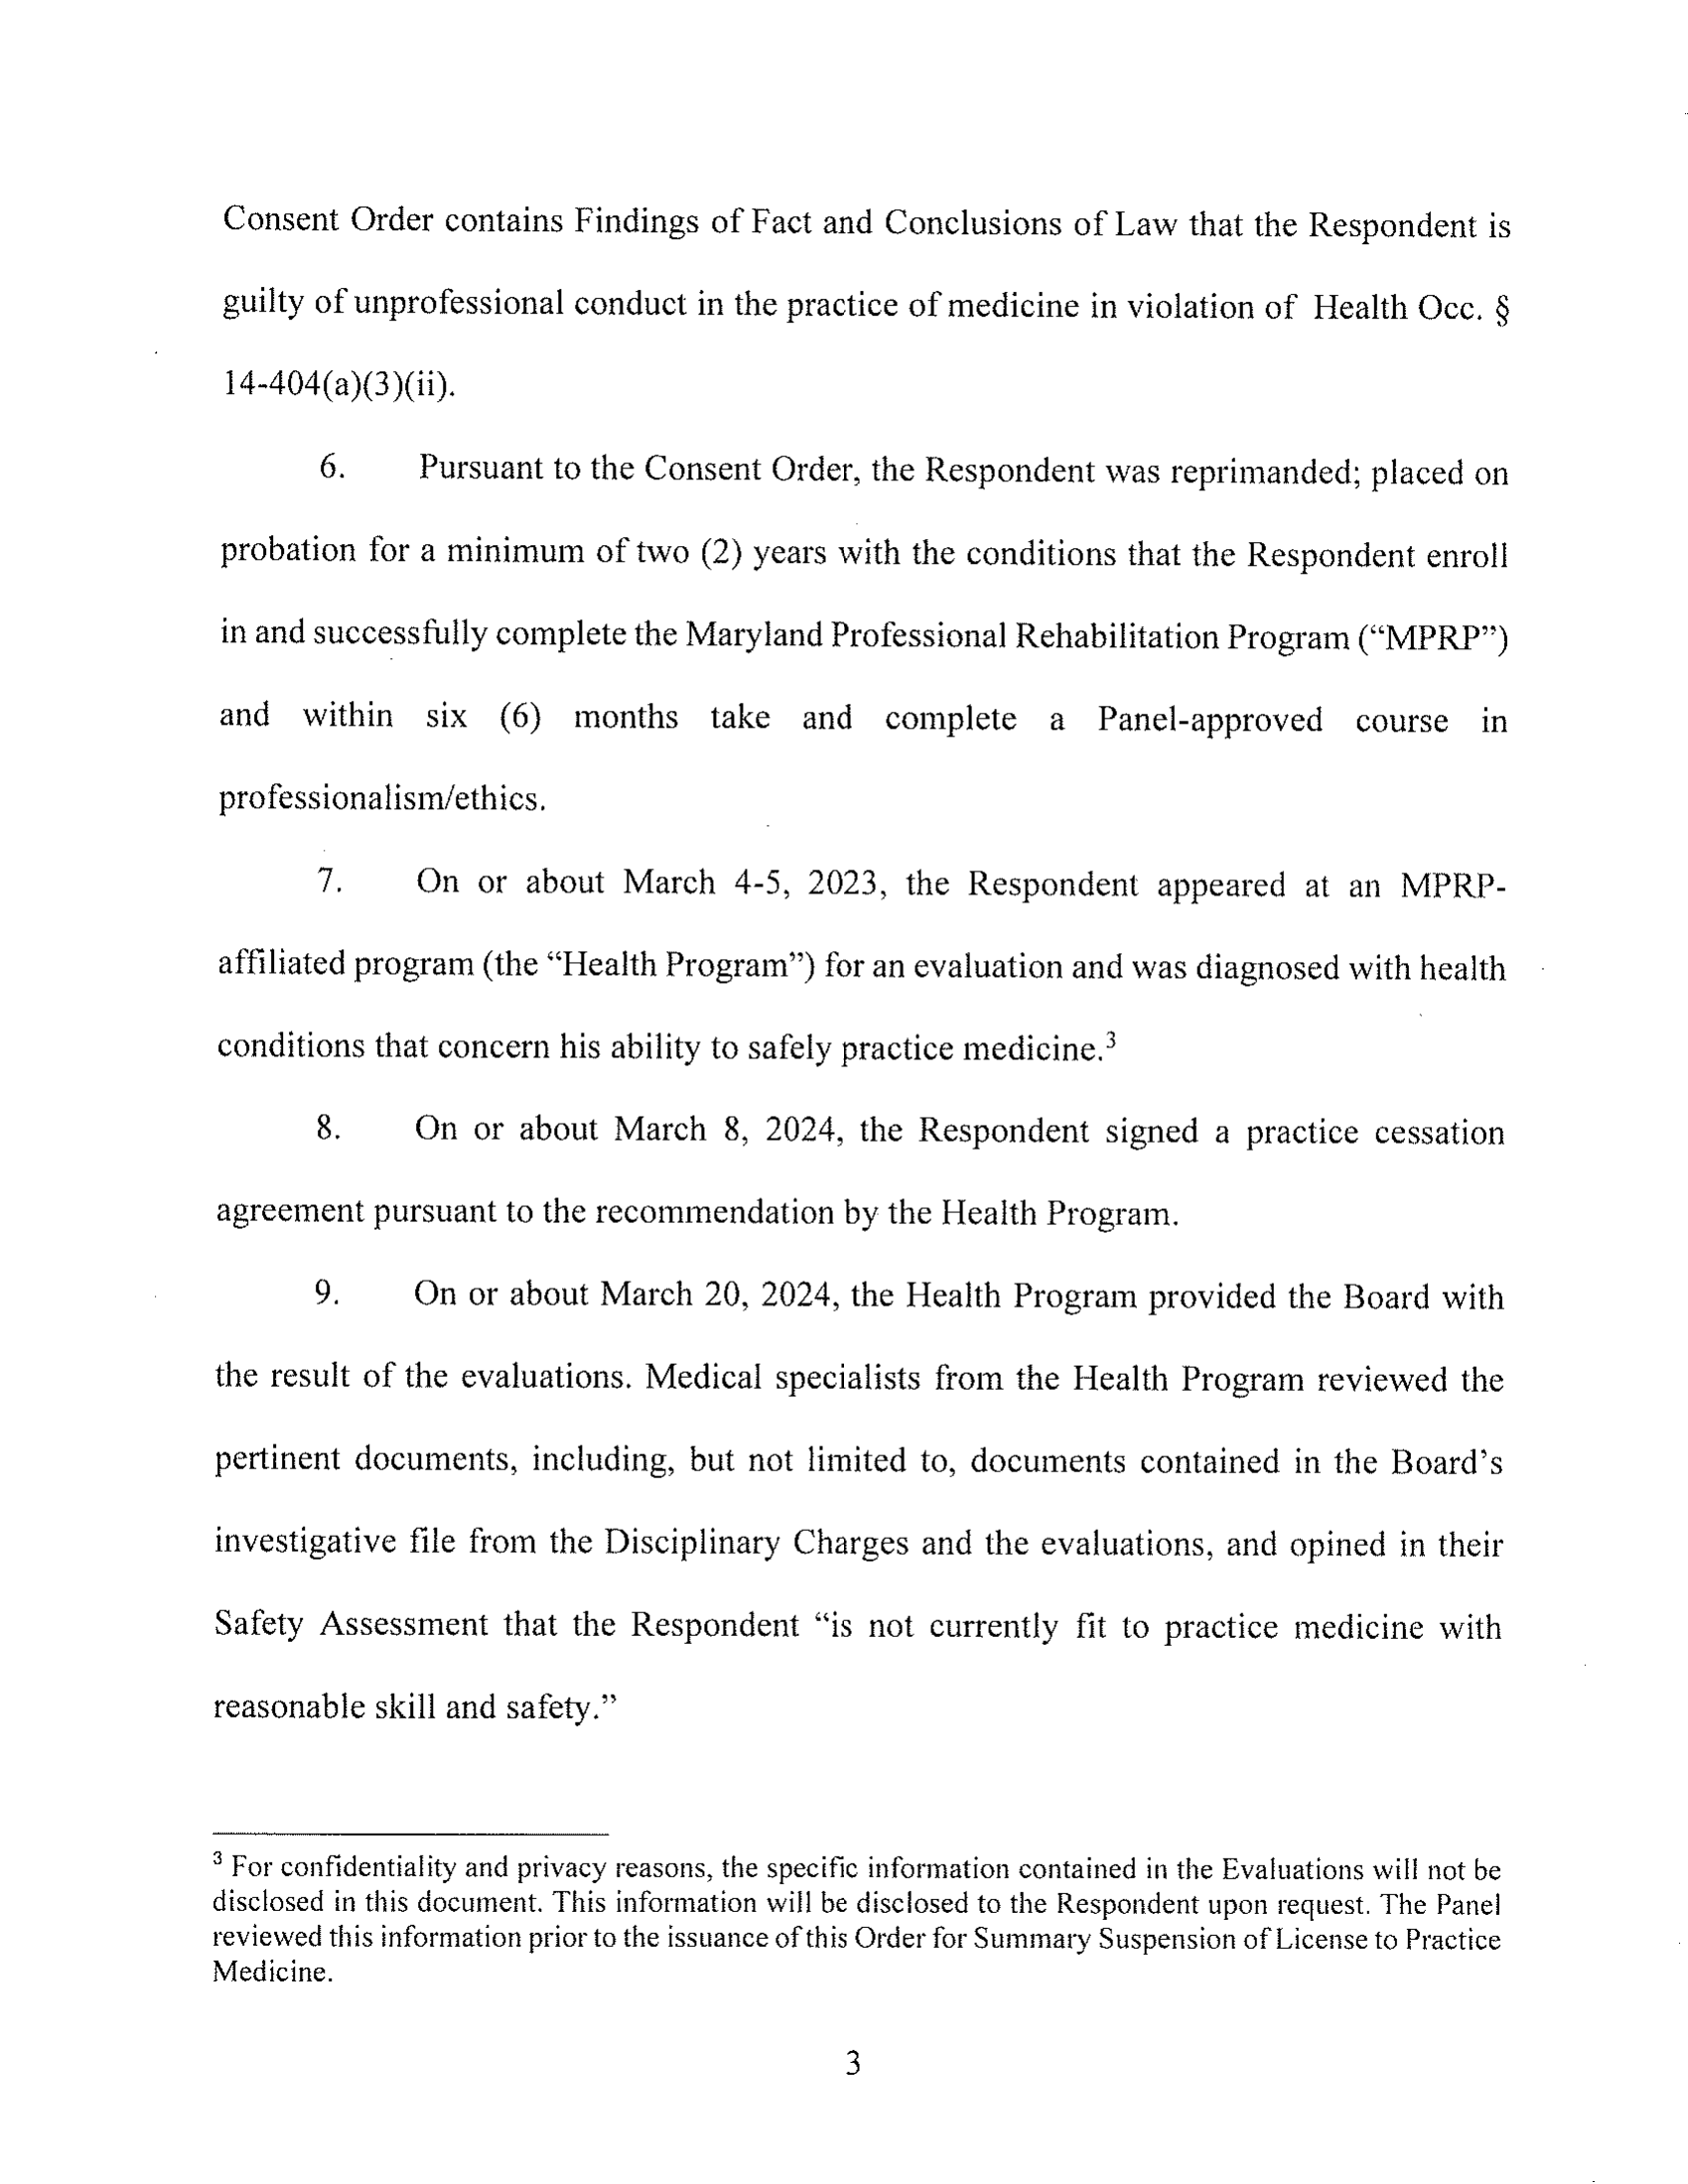 Consent Order contains Findings of Fact and Conclusions of Law that the Respondent is
guilty of unprofessional conduct in the practice of medicine in violation of Health Occ. §
14-404(a)(3)(ii).
6. Pursuant to the Consent Order, the Respondent was reprimanded; placed on
probation for a minimum of two (2) years with the conditions that the Respondent enroll
in and successfully complete the Maryland Professional Rehabilitation Program (“MPRP”)
and within six (6) months take and complete a Panel-approved course in
professionalism/ethics.
7. On or about March 4-5, 2023, the Respondent appeared at an MPRP-
affiliated program (the “Health Program”) for an evaluation and was diagnosed with health
conditions that concern his ability to safely practice medicine.³
8. On or about March 8, 2024, the Respondent signed a practice cessation
agreement pursuant to the recommendation by the Health Program.
9. On or about March 20, 2024, the Health Program provided the Board with
the result of the evaluations. Medical specialists from the Health Program reviewed the
pertinent documents, including, but not limited to, documents contained in the Board’s
investigative file from the Disciplinary Charges and the evaluations, and opined in their
Safety Assessment that the Respondent “is not currently fit to practice medicine with
reasonable skill and safety.”
³ For confidentiality and privacy reasons, the specific information contained in the Evaluations will not be
disclosed in this document. This information will be disclosed to the Respondent upon request. The Panel
reviewed this information prior to the issuance of this Order for Summary Suspension of License to Practice
Medicine.
3